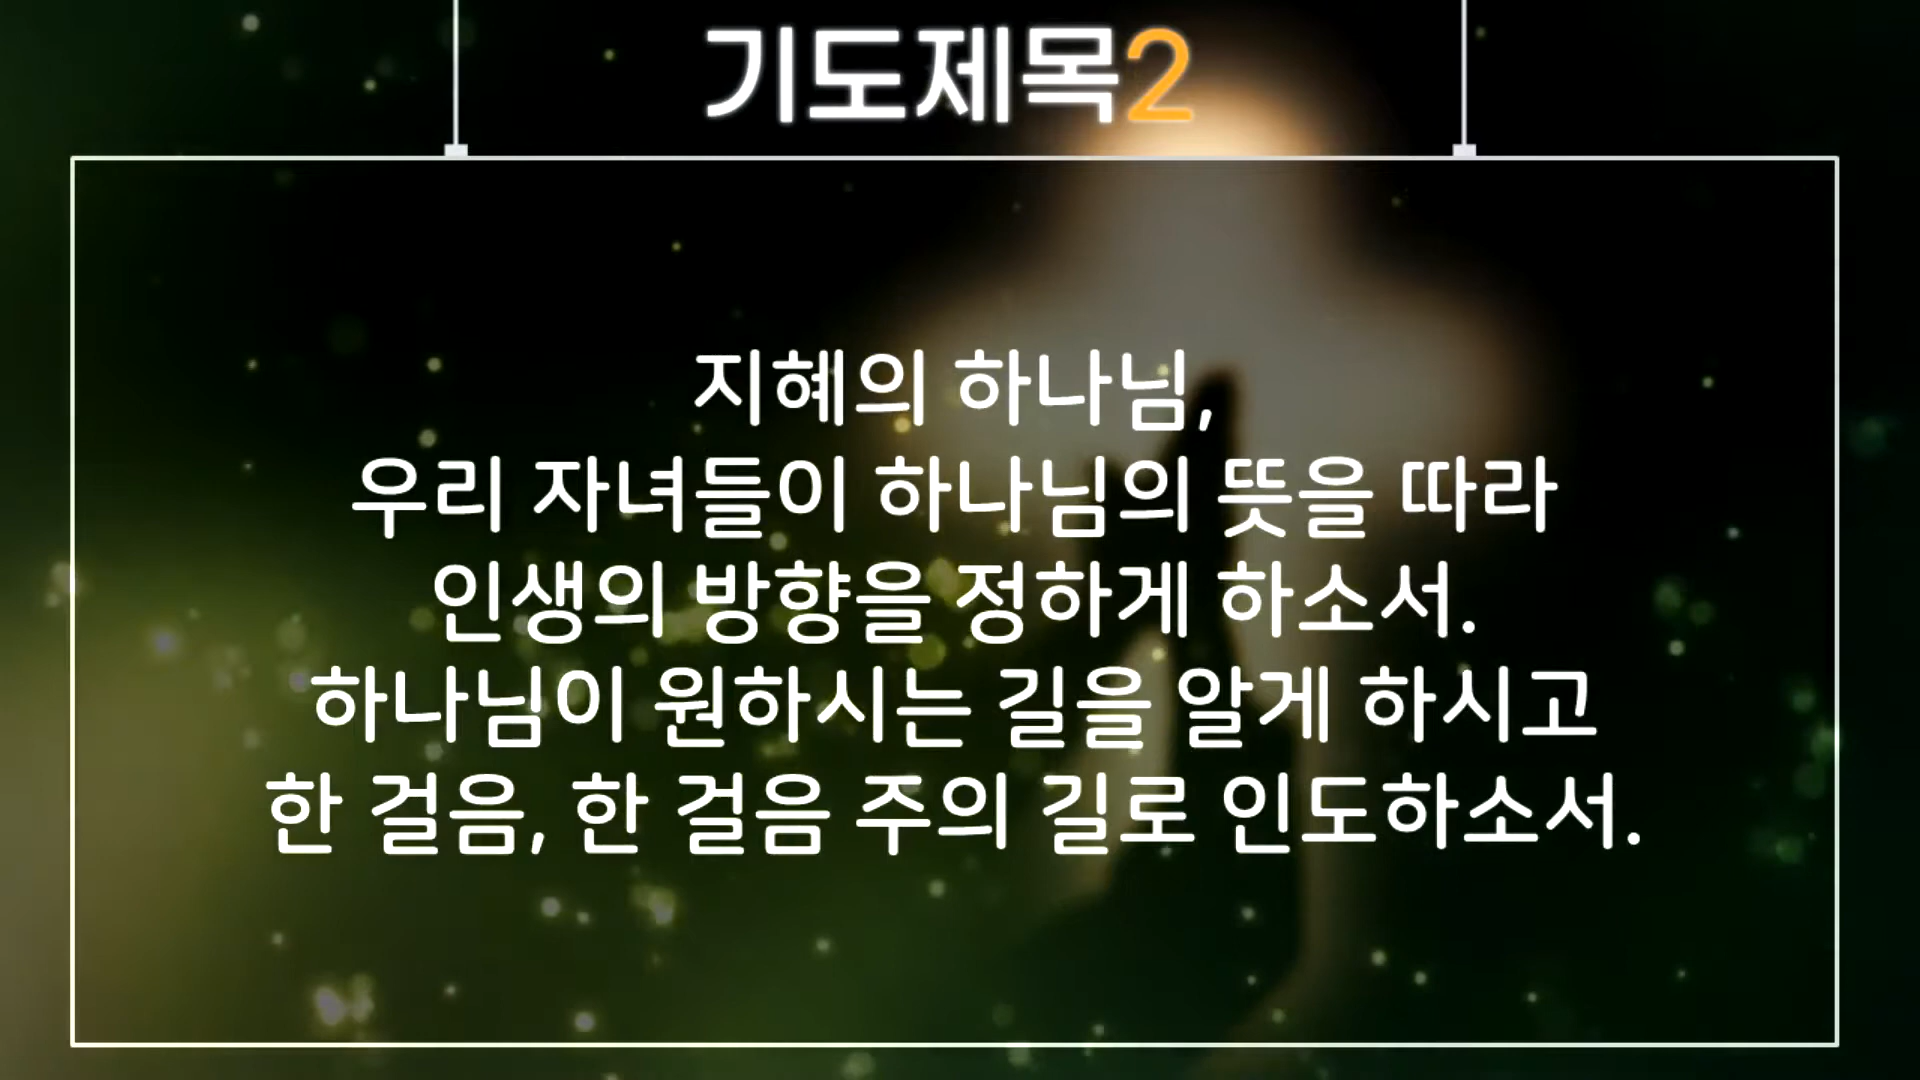 기도제목2
지혜의 하나님,
우리 자녀들이 하나님의 뜻을 따라
인생의 방향을 정하게 하소서.
하나님이 원하시는 길을 알게 하시고
한 걸음, 한 걸음 주의 길로 인도하소서.